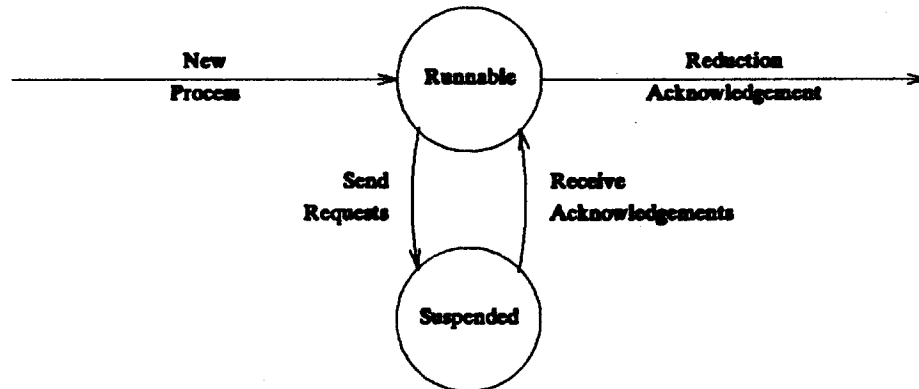 New
Process
Runnable
Reduction
Acknowledgement
Send
Requests
Receive
Acknowledgements
Suspended